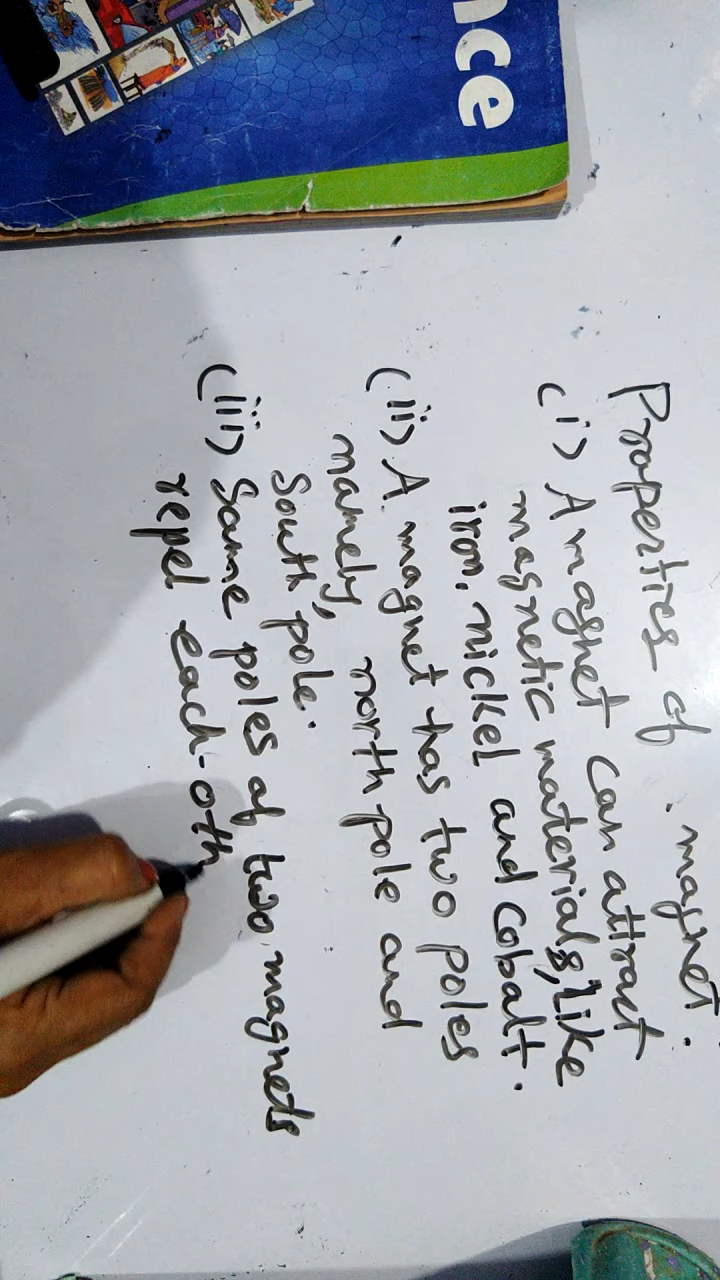 nce
Properties of magnet.
(i) A magnet can attract
magnetic materials, like
iron, nickel and cobalt.
(ii) A magnet has two poles
namely, north pole and
South pole.
(iii) Same poles of two magnets
repel each-oth